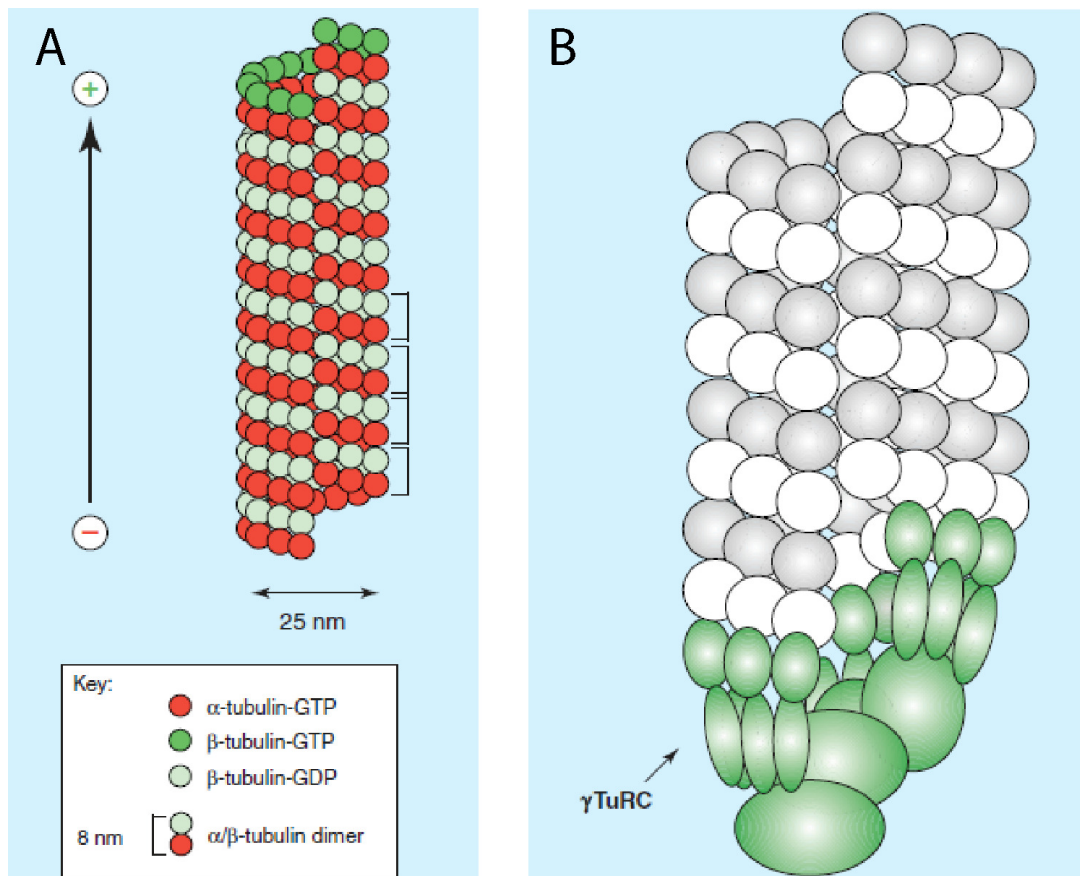 A
+
−
25 nm
Key:
α-tubulin-GTP
β-tubulin-GTP
β-tubulin-GDP
8 nm
α/β-tubulin dimer
B
γTuRC